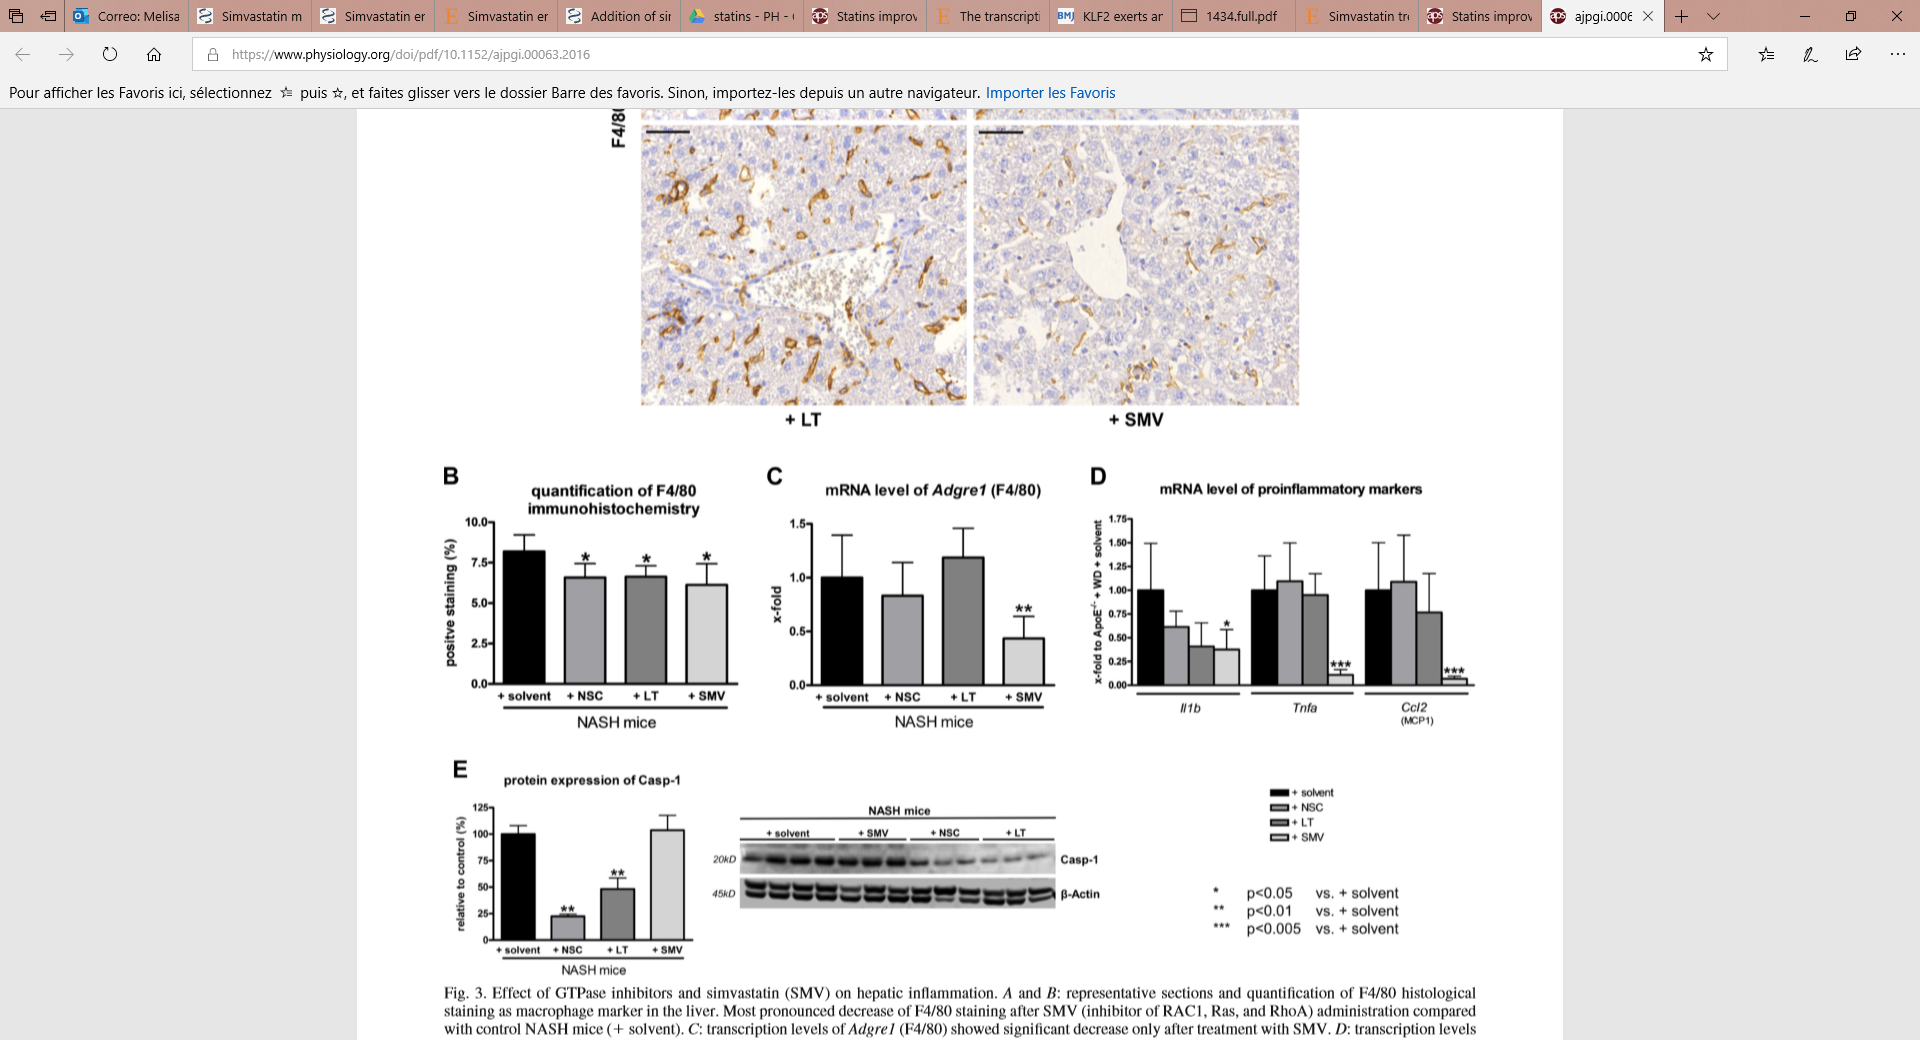 Correo: Melisa
Simvastatin m
Simvastatin er
Simvastatin er
Addition of sir
statins - PH -
Statins improv
The transcripti
BMJ KLF2 exerts ar
1434.full.pdf
Simvastatin tre
Statins improv
ajpgi.0006
https://www.physiology.org/doi/pdf/10.1152/ajpgi.00063.2016
Pour afficher les Favoris ici, sélectionnez puis ☆, et faites glisser vers le dossier Barre des favoris. Sinon, importez-les depuis un autre navigateur. Importer les Favoris
F4/80
+ LT
+ SMV
B
quantification of F4/80
immunohistochemistry
positve staining (%)
10.0
7.5
5.0
2.5
0.0
* * *
+ solvent + NSC + LT + SMV
NASH mice
C
mRNA level of Adgre1 (F4/80)
x-fold
1.5
1.0
0.5
0.0
**
+ solvent + NSC + LT + SMV
NASH mice
D
mRNA level of proinflammatory markers
x-fold to ApoE-/- + WD + solvent
1.75
1.50
1.25
1.00
0.75
0.50
0.25
0.00
* *** ***
Il1b Tnfa Ccl2
(MCP1)
E
protein expression of Casp-1
relative to control (%)
125
100
75
50
25
0
** **
+ solvent + NSC + LT + SMV
NASH mice
NASH mice
+ solvent + SMV + NSC + LT
20kD Casp-1
45kD β-Actin
+ solvent
+ NSC
+ LT
+ SMV
* p<0.05 vs. + solvent
** p<0.01 vs. + solvent
*** p<0.005 vs. + solvent
Fig. 3. Effect of GTPase inhibitors and simvastatin (SMV) on hepatic inflammation. A and B: representative sections and quantification of F4/80 histological
staining as macrophage marker in the liver. Most pronounced decrease of F4/80 staining after SMV (inhibitor of RAC1, Ras, and RhoA) administration compared
with control NASH mice (+ solvent). C: transcription levels of Adgre1 (F4/80) showed significant decrease only after treatment with SMV. D: transcription levels